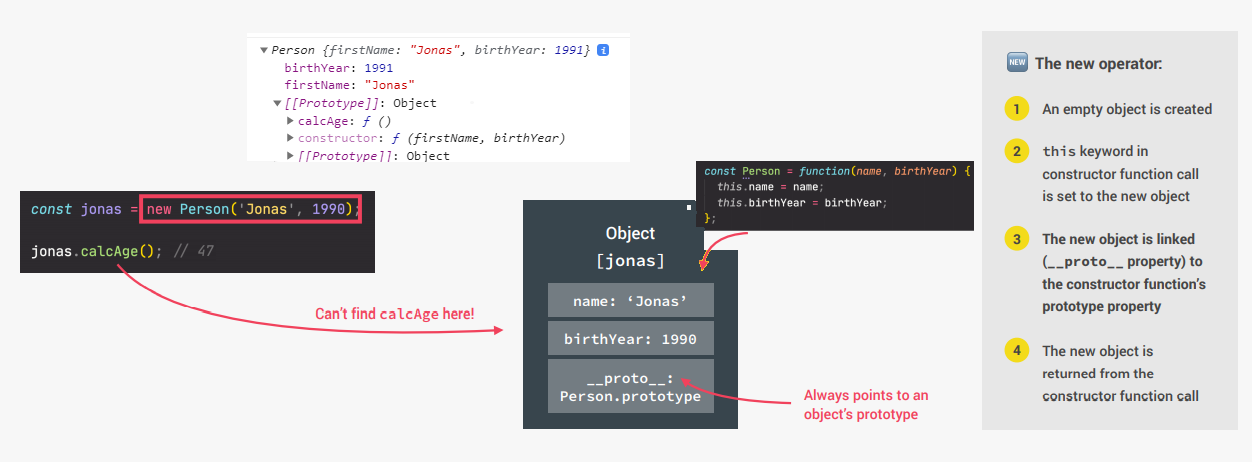 Person {firstName: "Jonas", birthYear: 1991} i
birthYear: 1991
firstName: "Jonas"
[[Prototype]]: Object
calcAge: ƒ ()
constructor: ƒ (firstName, birthYear)
[[Prototype]]: Object
const jonas = new Person('Jonas', 1990);
jonas.calcAge(); // 47
Can't find calcAge here!
const Person = function(name, birthYear) {
this.name = name;
this.birthYear = birthYear;
};
Object
[jonas]
name: ‘Jonas’
birthYear: 1990
__proto__:
Person.prototype
Always points to an
object's prototype
NEW The new operator:
1 An empty object is created
2 this keyword in
constructor function call
is set to the new object
3 The new object is linked
(__proto__ property) to
the constructor function's
prototype property
4 The new object is
returned from the
constructor function call